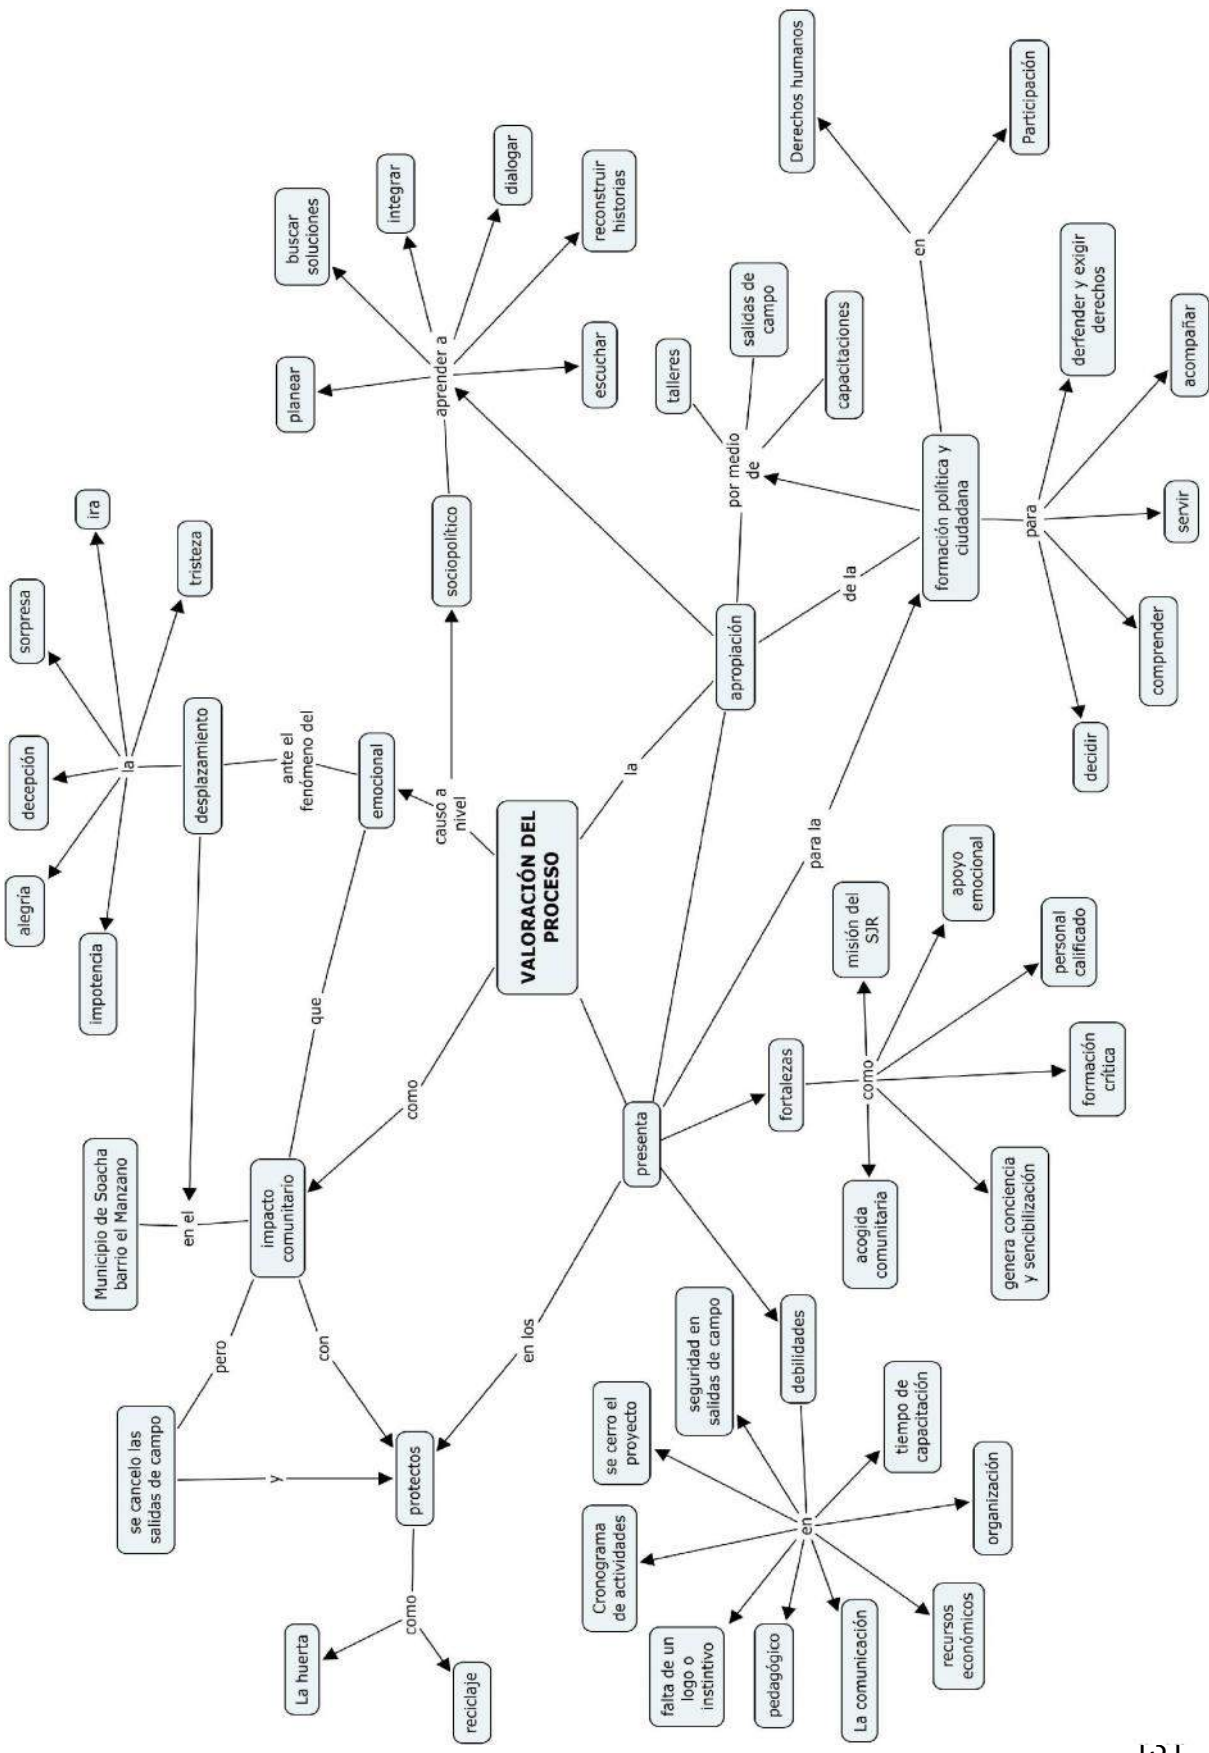 VALORACIÓN DEL
PROCESO
causo a
nivel
emocional
ante el
fenómeno del
desplazamiento
la
alegría
decepción
sorpresa
ira
tristeza
impotencia
sociopolítico
aprender a
planear
buscar
soluciones
integrar
dialogar
reconstruir
historias
escuchar
que
como
impacto
comunitario
en el
Municipio de Soacha
barrio el Manzano
pero
se cancelo las
salidas de campo
y
con
protectos
como
La huerta
reciclaje
en los
presenta
la
apropiación
por medio
de
talleres
salidas de
campo
capacitaciones
de la
para la
formación política y
ciudadana
en
Derechos humanos
Participación
para
derfender y exigir
derechos
acompañar
servir
comprender
decidir
fortalezas
como
misión del
SJR
apoyo
emocional
personal
calificado
formación
crítica
genera conciencia
y sencibilización
acogida
comunitaria
debilidades
en
seguridad en
salidas de campo
se cerro el
proyecto
Cronograma
de actividades
falta de un
logo o
instintivo
pedagógico
La comunicación
recursos
económicos
organización
tiempo de
capacitación